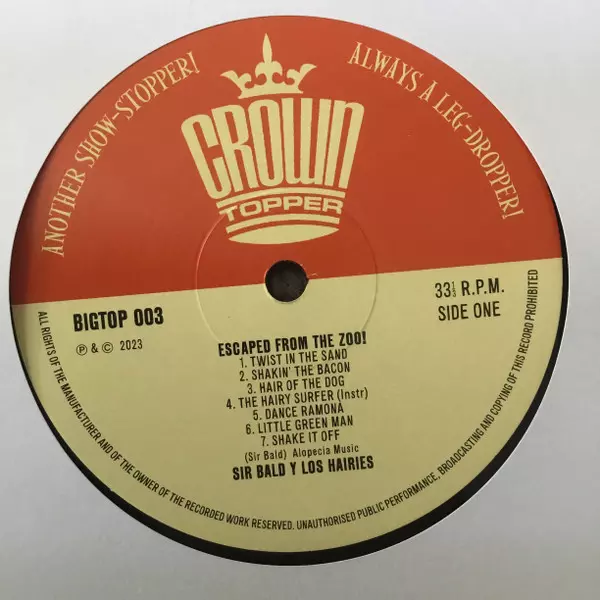 ANOTHER SHOW-STOPPER!
ALWAYS A LEG-DROPPER!
CROWN
TOPPER
BIGTOP 003
℗ & © 2023
33⅓ R.P.M.
SIDE ONE
ESCAPED FROM THE ZOO!
1. TWIST IN THE SAND
2. SHAKIN' THE BACON
3. HAIR OF THE DOG
4. THE HAIRY SURFER (Instr)
5. DANCE RAMONA
6. LITTLE GREEN MAN
7. SHAKE IT OFF
(Sir Bald) Alopecia Music
SIR BALD Y LOS HAIRIES
ALL RIGHTS OF THE MANUFACTURER AND OF THE OWNER OF THE RECORDED WORK RESERVED. UNAUTHORISED PUBLIC PERFORMANCE, BROADCASTING AND COPYING OF THIS RECORD PROHIBITED